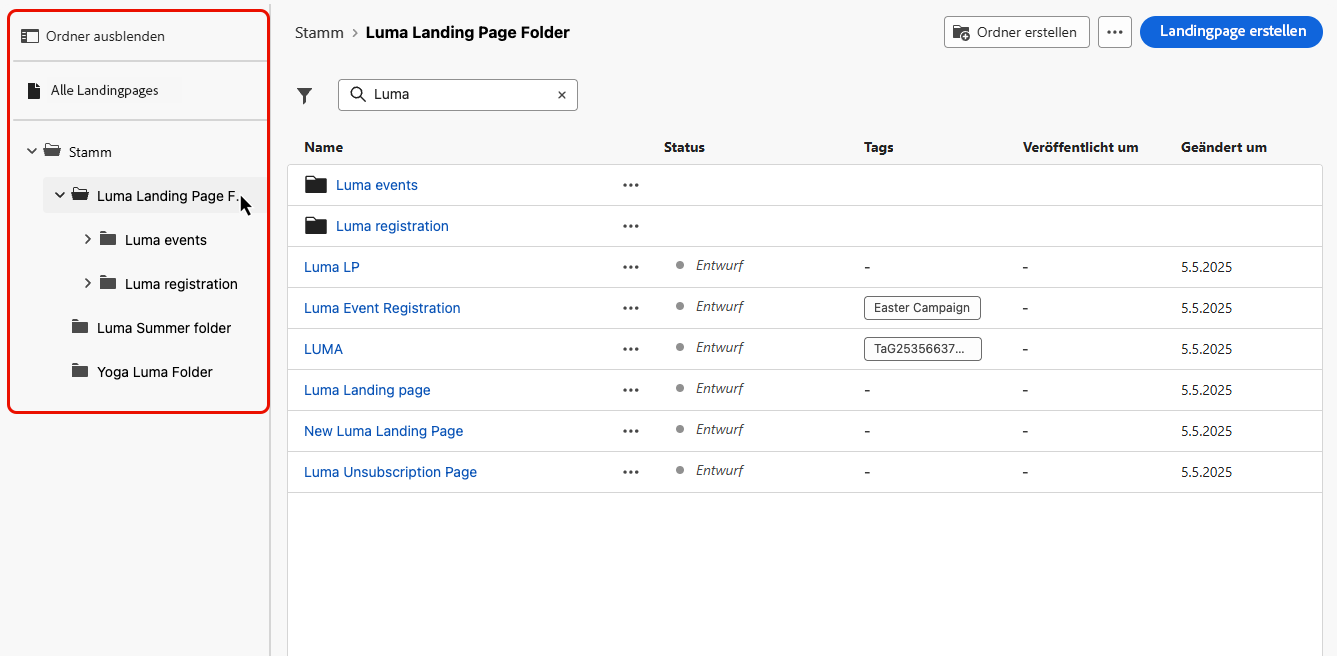 Ordner ausblenden
Alle Landingpages
Stamm
Luma Landing Page F...
Luma events
Luma registration
Luma Summer folder
Yoga Luma Folder
Stamm > Luma Landing Page Folder
Ordner erstellen
Landingpage erstellen
Luma
Name Status Tags Veröffentlicht um Geändert um
Luma events
Luma registration
Luma LP Entwurf - - 5.5.2025
Luma Event Registration Entwurf Easter Campaign - 5.5.2025
LUMA Entwurf TaG25356637... - 5.5.2025
Luma Landing page Entwurf - - 5.5.2025
New Luma Landing Page Entwurf - - 5.5.2025
Luma Unsubscription Page Entwurf - - 5.5.2025